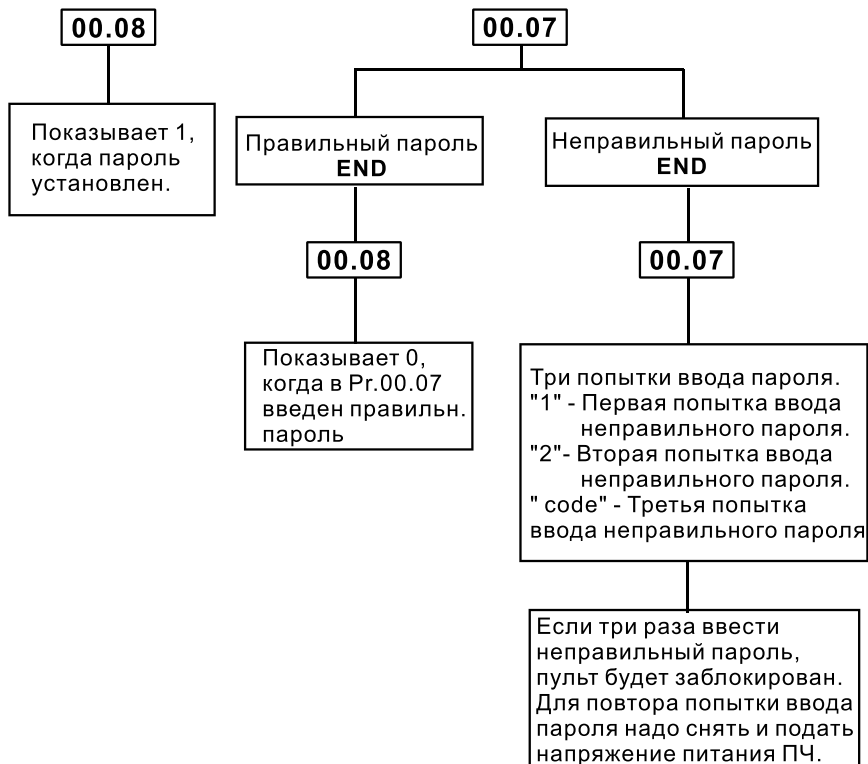 00.08
00.07
Показывает 1,
когда пароль
установлен.
Правильный пароль
END
Неправильный пароль
END
00.08
00.07
Показывает 0,
когда в Pr.00.07
введен правильн.
пароль
Три попытки ввода пароля.
"1" - Первая попытка ввода
неправильного пароля.
"2"- Вторая попытка ввода
неправильного пароля.
" code" - Третья попытка
ввода неправильного пароля
Если три раза ввести
неправильный пароль,
пульт будет заблокирован.
Для повтора попытки ввода
пароля надо снять и подать
напряжение питания ПЧ.